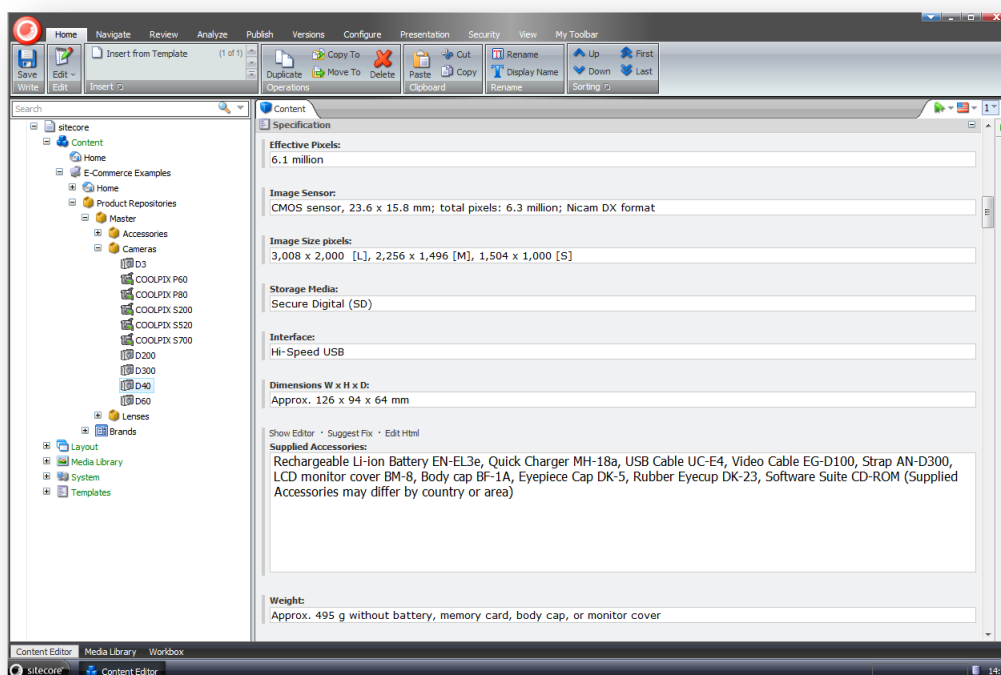 Home Navigate Review Analyze Publish Versions Configure Presentation Security View My Toolbar
Save
Write
Edit
Edit
Insert from Template (1 of 1)
Insert
Duplicate
Copy To
Move To
Delete
Operations
Paste
Cut
Copy
Clipboard
Rename
Display Name
Rename
Up
Down
First
Last
Sorting
Search
sitecore
Content
Home
E-Commerce Examples
Home
Product Repositories
Master
Accessories
Cameras
D3
COOLPIX P60
COOLPIX P80
COOLPIX S200
COOLPIX S520
COOLPIX S700
D200
D300
D40
D60
Lenses
Brands
Layout
Media Library
System
Templates
Content
1
Specification
Effective Pixels:
6.1 million
Image Sensor:
CMOS sensor, 23.6 x 15.8 mm; total pixels: 6.3 million; Nicam DX format
Image Size pixels:
3,008 x 2,000 [L], 2,256 x 1,496 [M], 1,504 x 1,000 [S]
Storage Media:
Secure Digital (SD)
Interface:
Hi-Speed USB
Dimensions W x H x D:
Approx. 126 x 94 x 64 mm
Show Editor · Suggest Fix · Edit Html
Supplied Accessories:
Rechargeable Li-ion Battery EN-EL3e, Quick Charger MH-18a, USB Cable UC-E4, Video Cable EG-D100, Strap AN-D300,
LCD monitor cover BM-8, Body cap BF-1A, Eyepiece Cap DK-5, Rubber Eyecup DK-23, Software Suite CD-ROM (Supplied
Accessories may differ by country or area)
Weight:
Approx. 495 g without battery, memory card, body cap, or monitor cover
Content Editor Media Library Workbox
sitecore Content Editor 14: